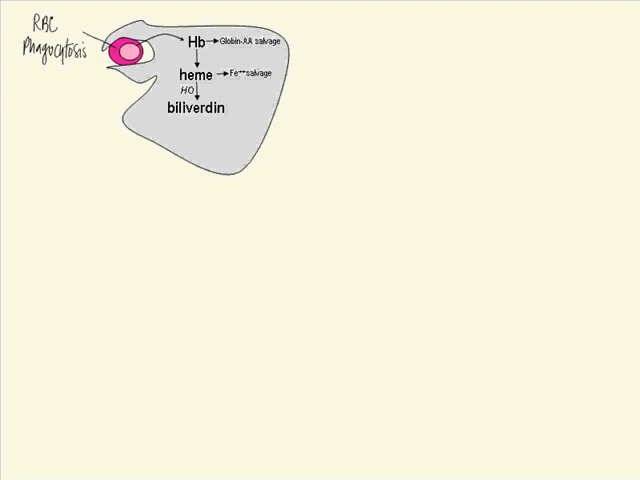 RBC
Phagocytosis
Hb
Globin-AA salvage
heme
Fe⁺⁺salvage
HO
biliverdin